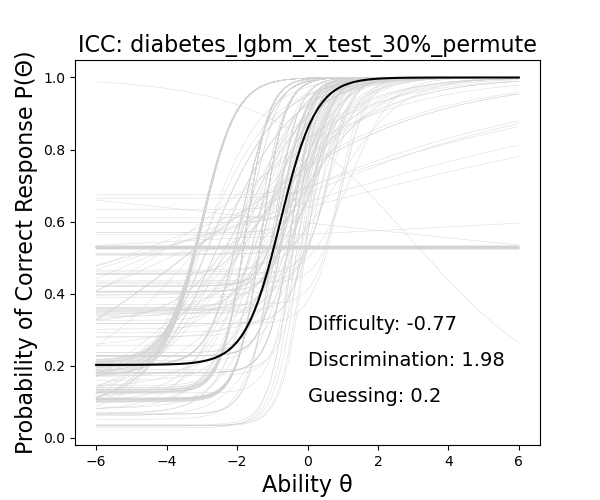 ICC: diabetes_lgbm_x_test_30%_permute
Probability of Correct Response P(Θ)
1.0
0.8
0.6
0.4
0.2
0.0
Difficulty: -0.77
Discrimination: 1.98
Guessing: 0.2
−6 −4 −2 0 2 4 6
Ability θ